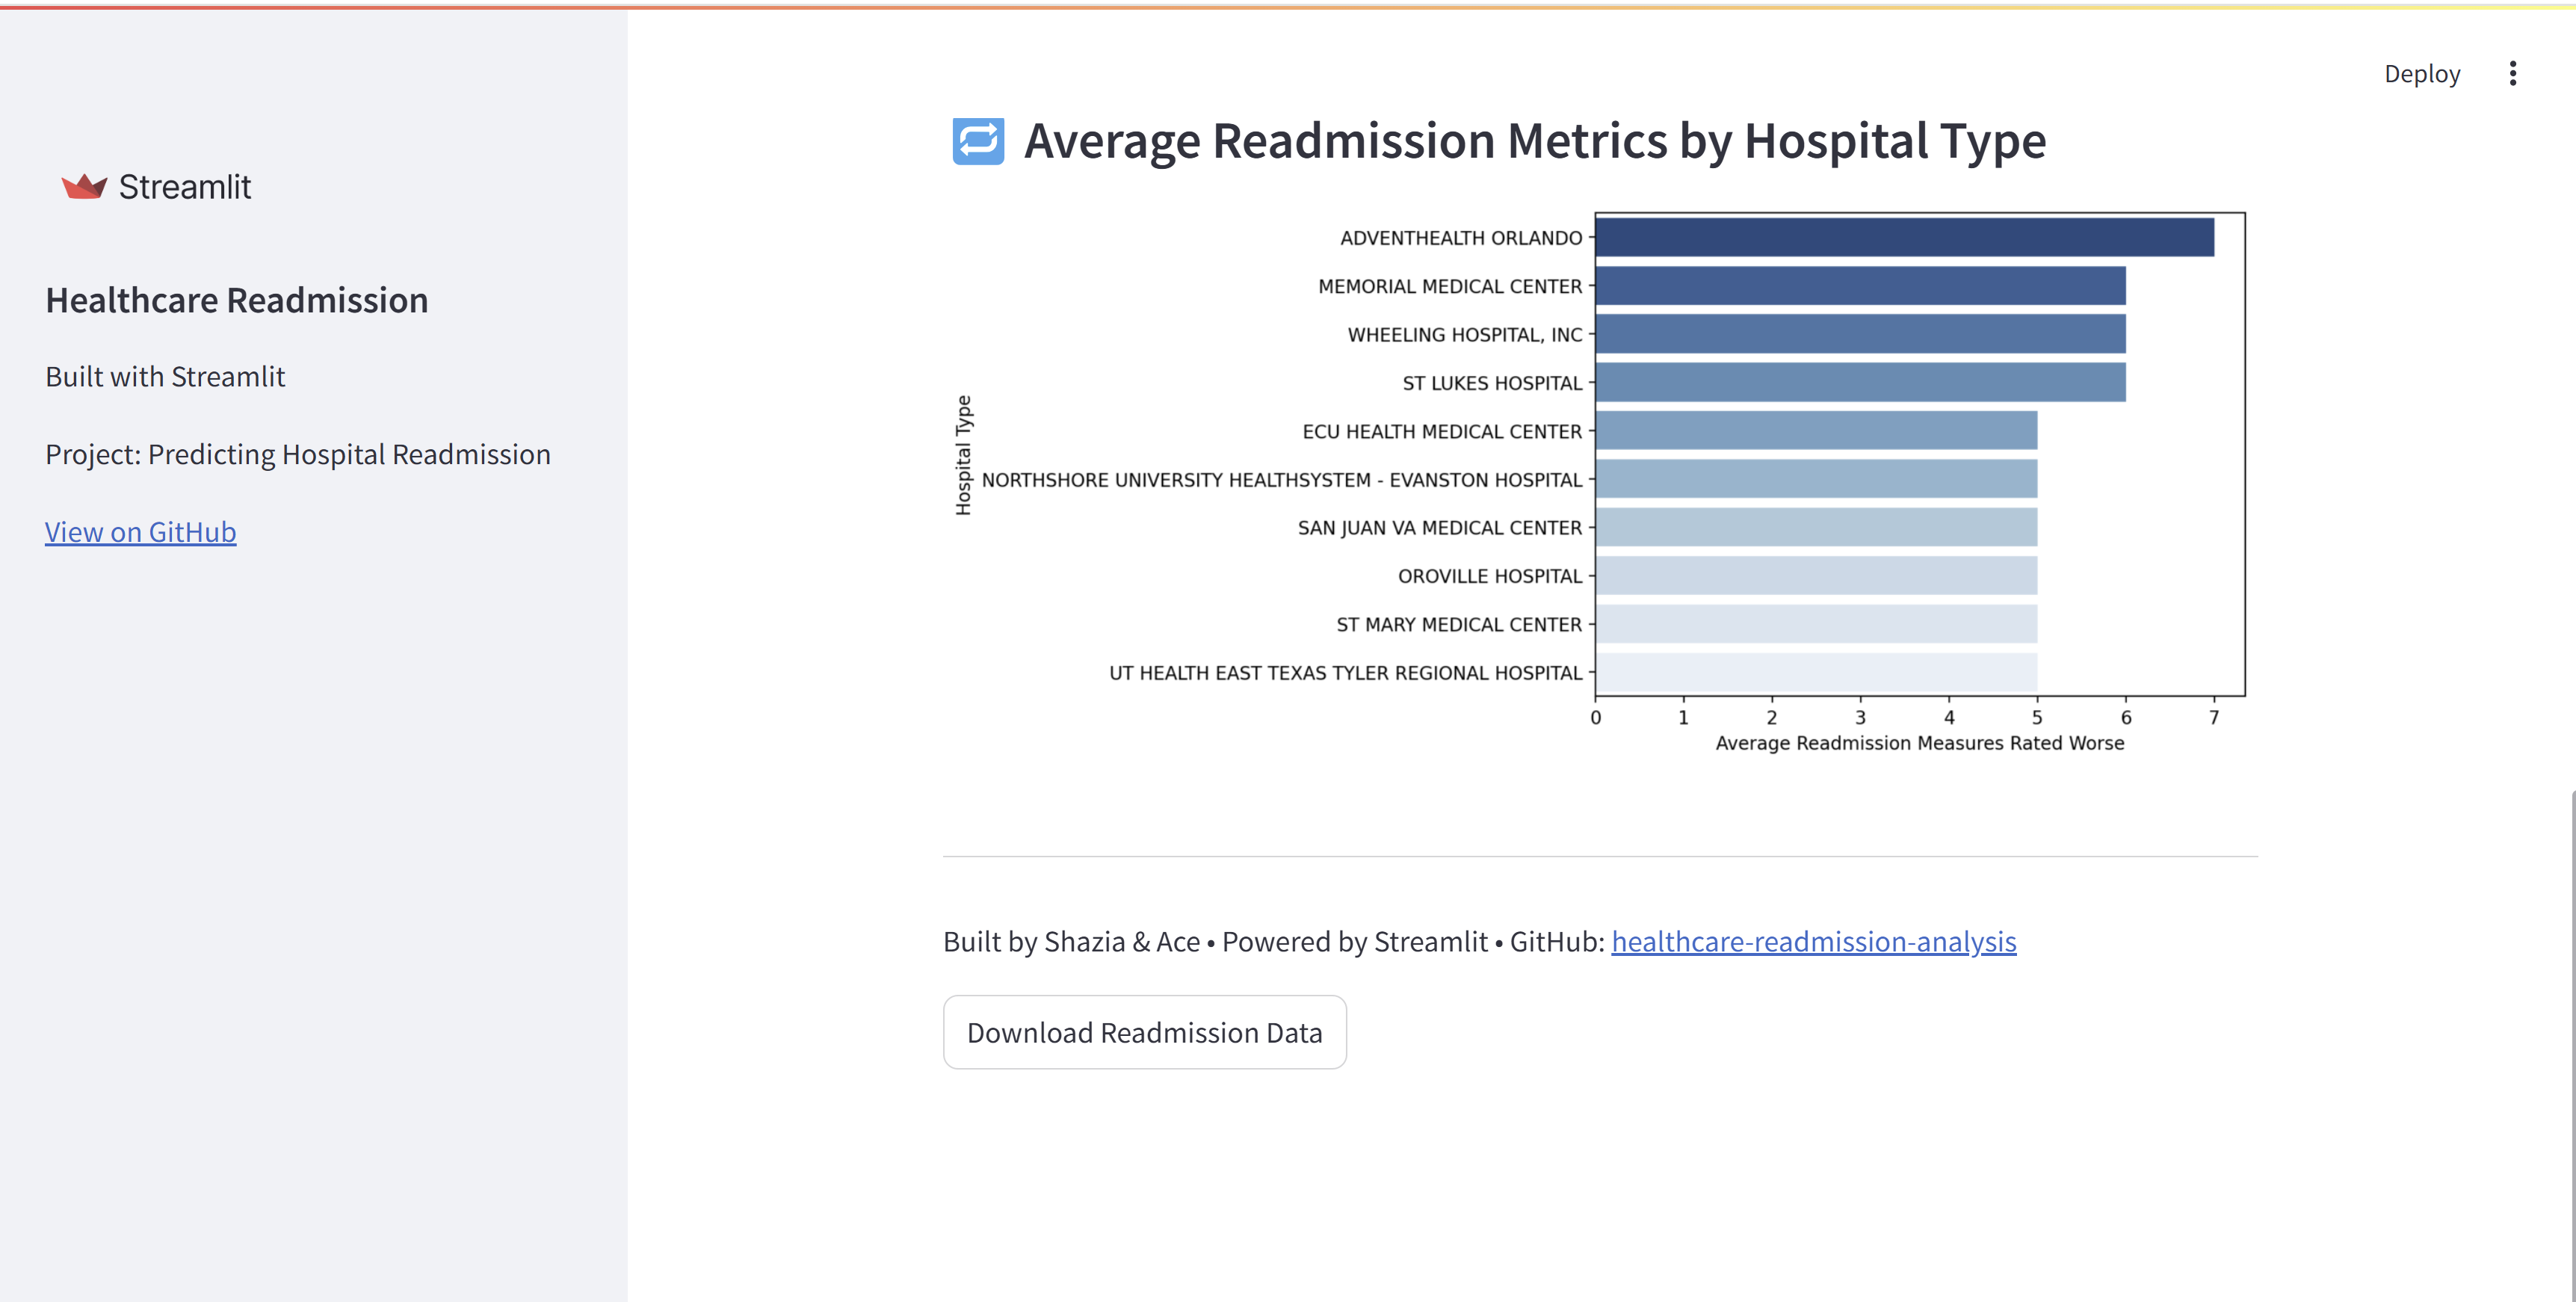 Deploy
Streamlit
Healthcare Readmission
Built with Streamlit
Project: Predicting Hospital Readmission
View on GitHub
Average Readmission Metrics by Hospital Type
Hospital Type
ADVENTHEALTH ORLANDO
MEMORIAL MEDICAL CENTER
WHEELING HOSPITAL, INC
ST LUKES HOSPITAL
ECU HEALTH MEDICAL CENTER
NORTHSHORE UNIVERSITY HEALTHSYSTEM - EVANSTON HOSPITAL
SAN JUAN VA MEDICAL CENTER
OROVILLE HOSPITAL
ST MARY MEDICAL CENTER
UT HEALTH EAST TEXAS TYLER REGIONAL HOSPITAL
0 1 2 3 4 5 6 7
Average Readmission Measures Rated Worse
Built by Shazia & Ace • Powered by Streamlit • GitHub: healthcare-readmission-analysis
Download Readmission Data